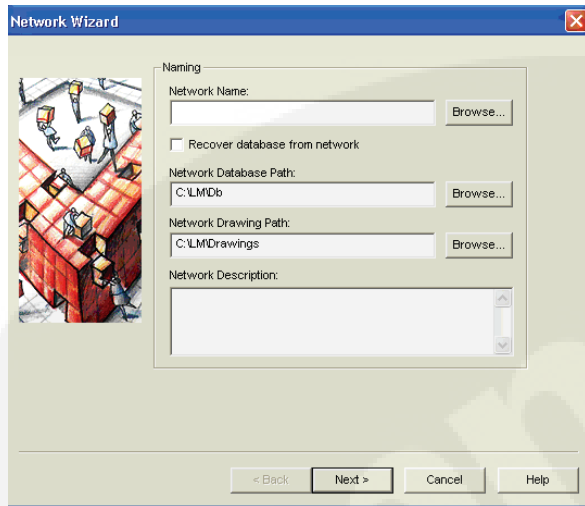 Network Wizard
Naming
Network Name:
Browse...
Recover database from network
Network Database Path:
C:\LM\Db
Browse...
Network Drawing Path:
C:\LM\Drawings
Browse...
Network Description:
< Back
Next >
Cancel
Help